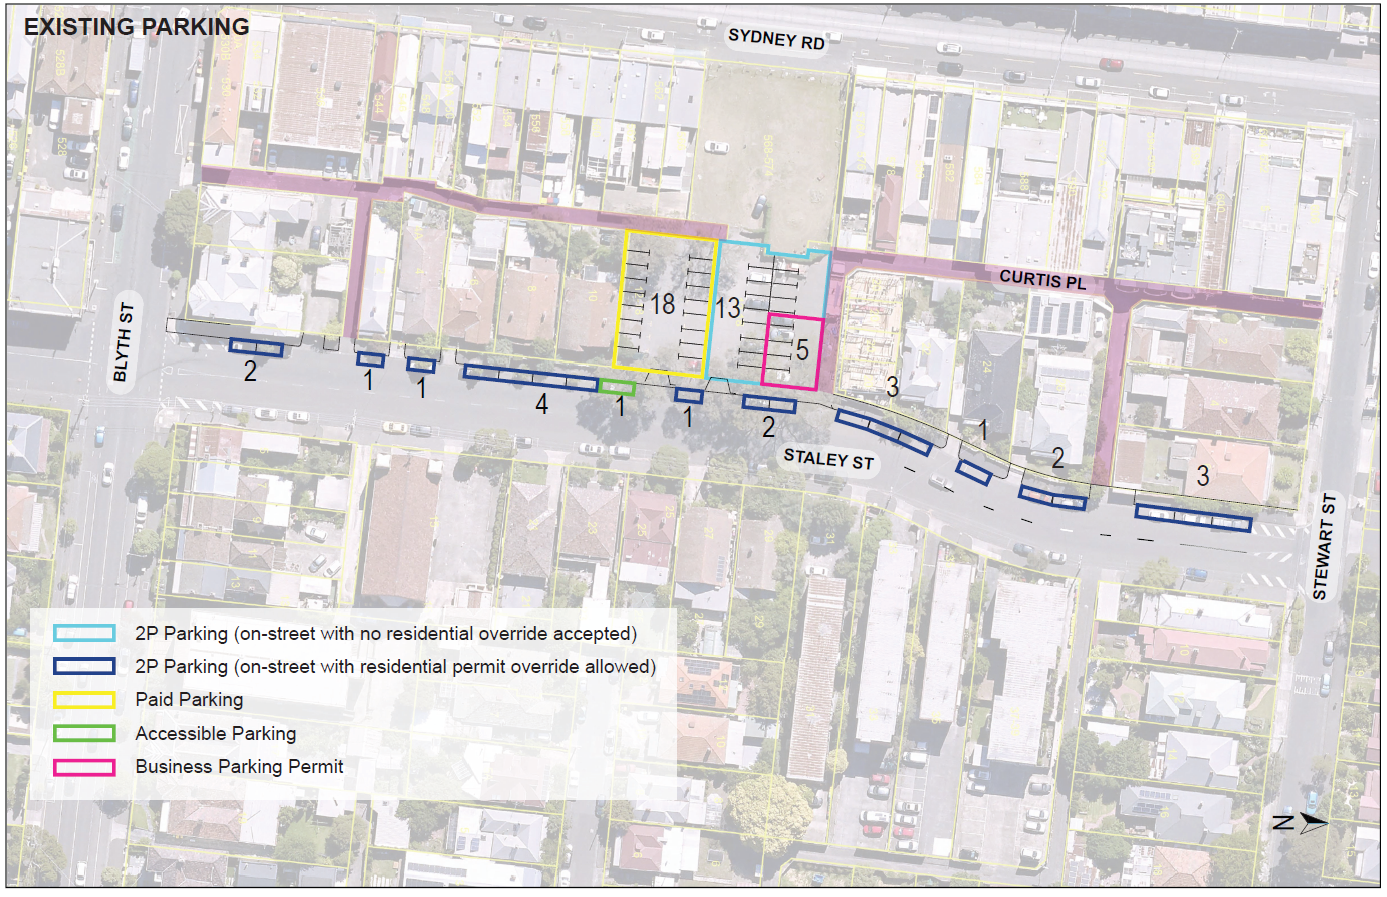 EXISTING PARKING
SYDNEY RD
CURTIS PL
BLYTH ST
18
13
5
2
1
1
4
1
1
2
3
1
2
3
STALEY ST
STEWART ST
2P Parking (on-street with no residential override accepted)
2P Parking (on-street with residential permit override allowed)
Paid Parking
Accessible Parking
Business Parking Permit
N